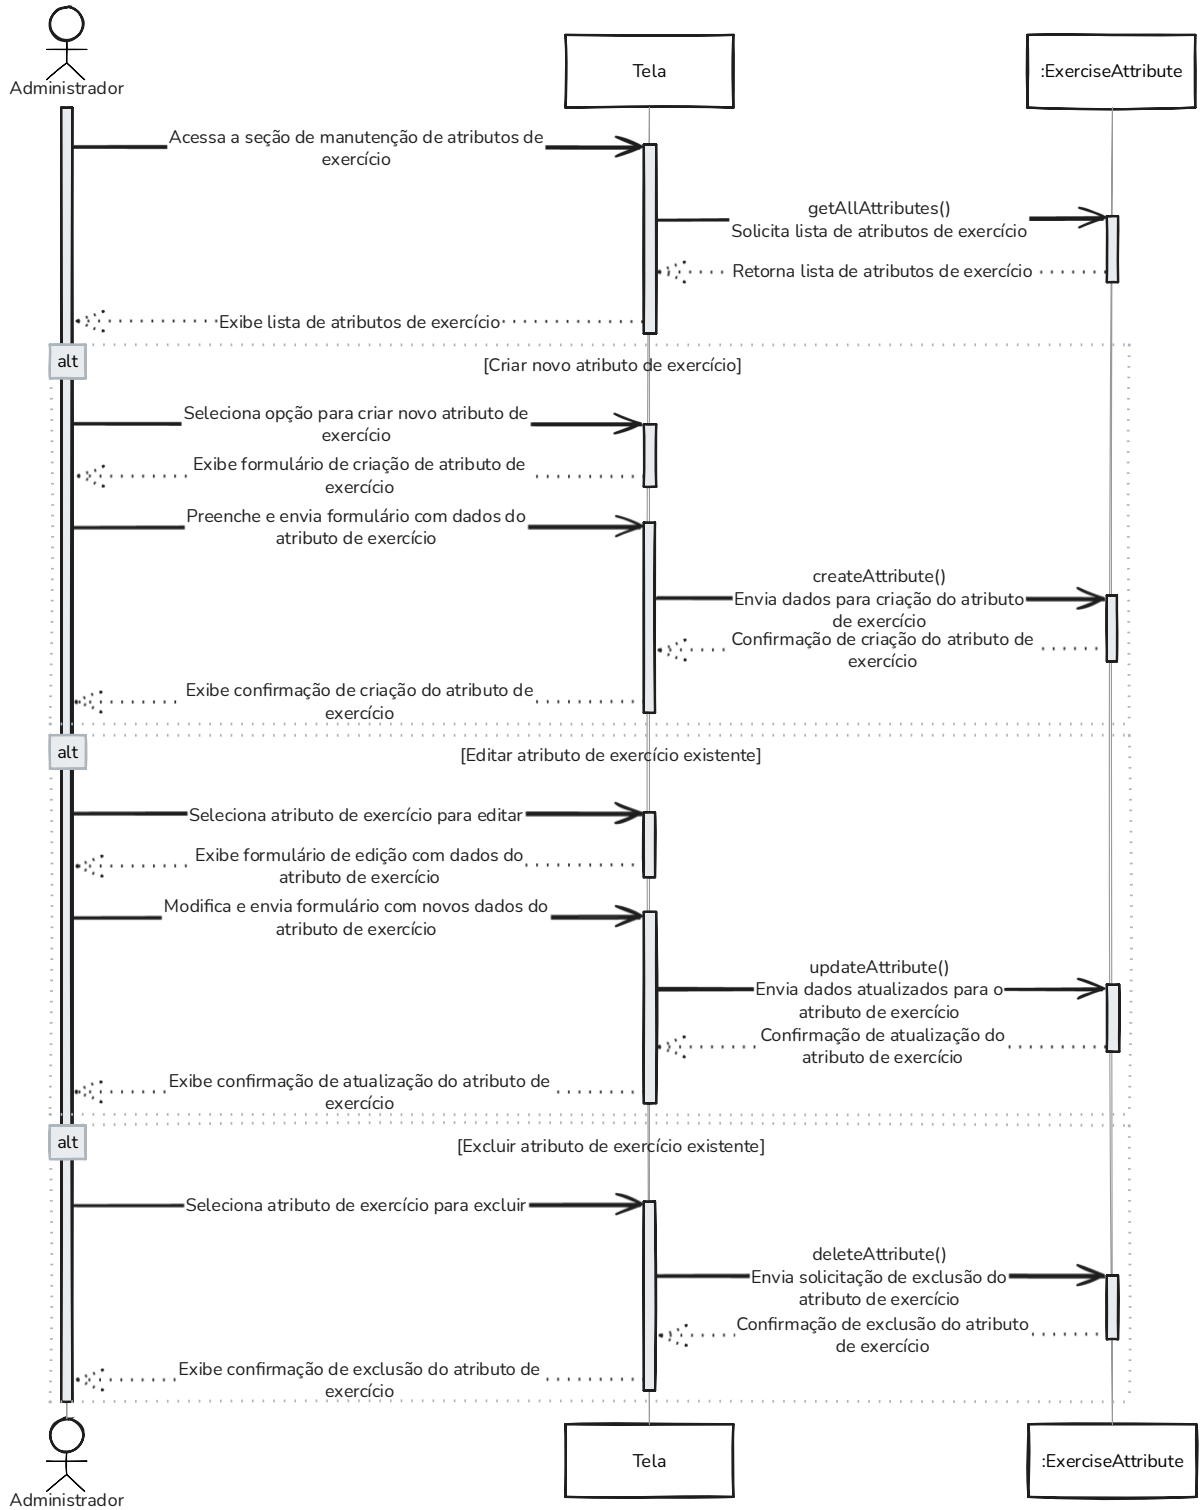 Administrador
Tela
:ExerciseAttribute
Acessa a seção de manutenção de atributos de
exercício
getAllAttributes()
Solicita lista de atributos de exercício
Retorna lista de atributos de exercício
Exibe lista de atributos de exercício
alt
[Criar novo atributo de exercício]
Seleciona opção para criar novo atributo de
exercício
Exibe formulário de criação de atributo de
exercício
Preenche e envia formulário com dados do
atributo de exercício
createAttribute()
Envia dados para criação do atributo
de exercício
Confirmação de criação do atributo de
exercício
Exibe confirmação de criação do atributo de
exercício
alt
[Editar atributo de exercício existente]
Seleciona atributo de exercício para editar
Exibe formulário de edição com dados do
atributo de exercício
Modifica e envia formulário com novos dados do
atributo de exercício
updateAttribute()
Envia dados atualizados para o
atributo de exercício
Confirmação de atualização do
atributo de exercício
Exibe confirmação de atualização do atributo de
exercício
alt
[Excluir atributo de exercício existente]
Seleciona atributo de exercício para excluir
deleteAttribute()
Envia solicitação de exclusão do
atributo de exercício
Confirmação de exclusão do atributo
de exercício
Exibe confirmação de exclusão do atributo de
exercício
Administrador
Tela
:ExerciseAttribute